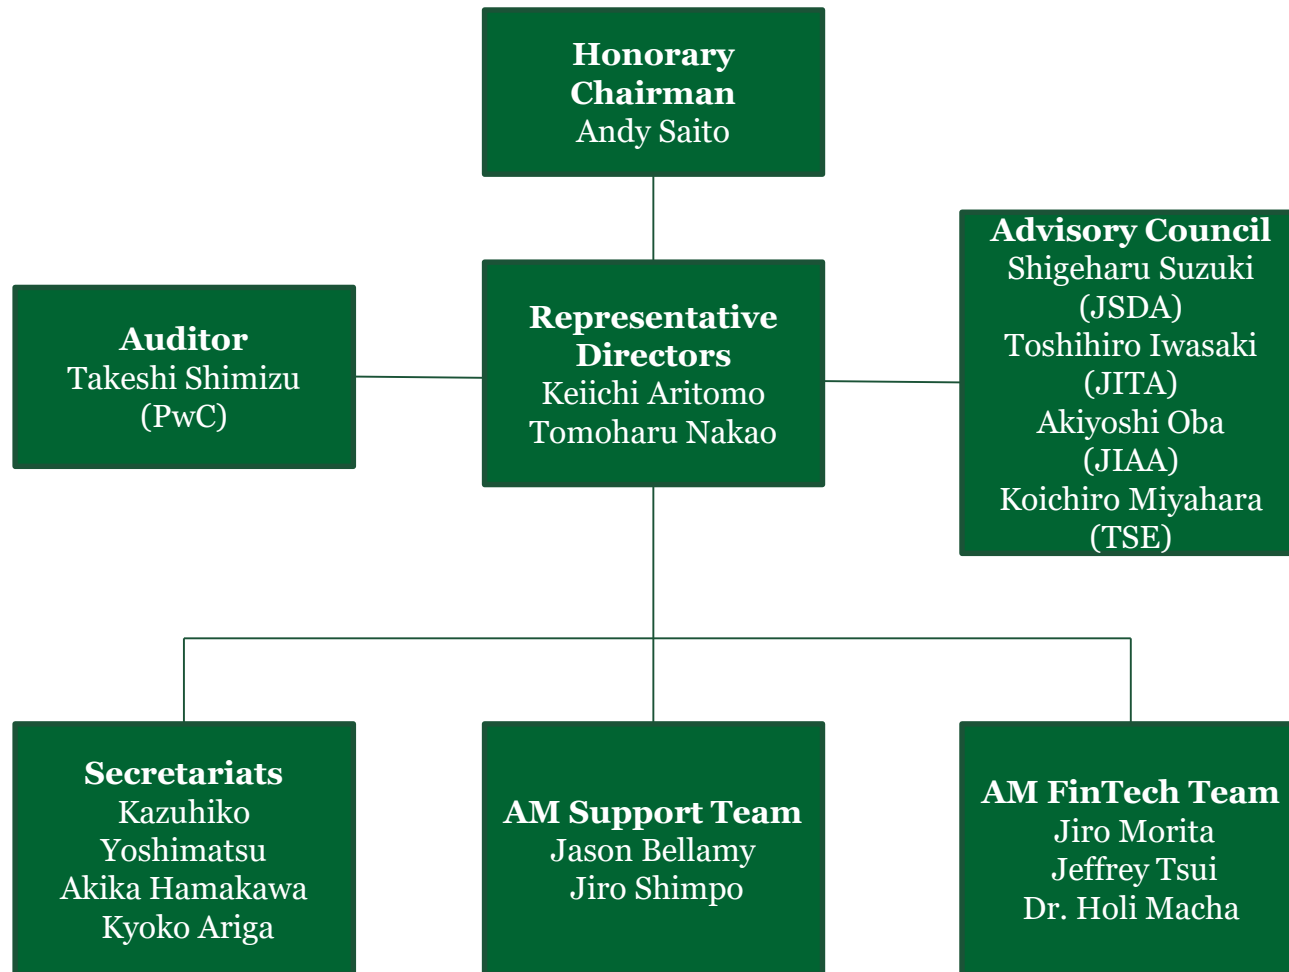 Honorary
Chairman
Andy Saito
Auditor
Takeshi Shimizu
(PwC)
Representative
Directors
Keiichi Aritomo
Tomoharu Nakao
Advisory Council
Shigeharu Suzuki
(JSDA)
Toshihiro Iwasaki
(JITA)
Akiyoshi Oba
(JIAA)
Koichiro Miyahara
(TSE)
Secretariats
Kazuhiko
Yoshimatsu
Akika Hamakawa
Kyoko Ariga
AM Support Team
Jason Bellamy
Jiro Shimpo
AM FinTech Team
Jiro Morita
Jeffrey Tsui
Dr. Holi Macha